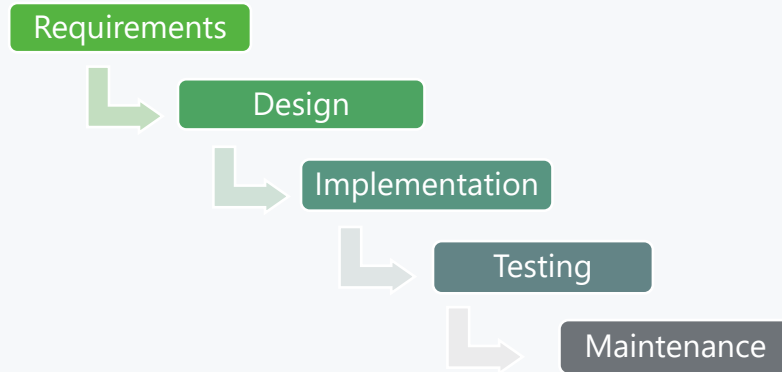 Requirements
Design
Implementation
Testing
Maintenance